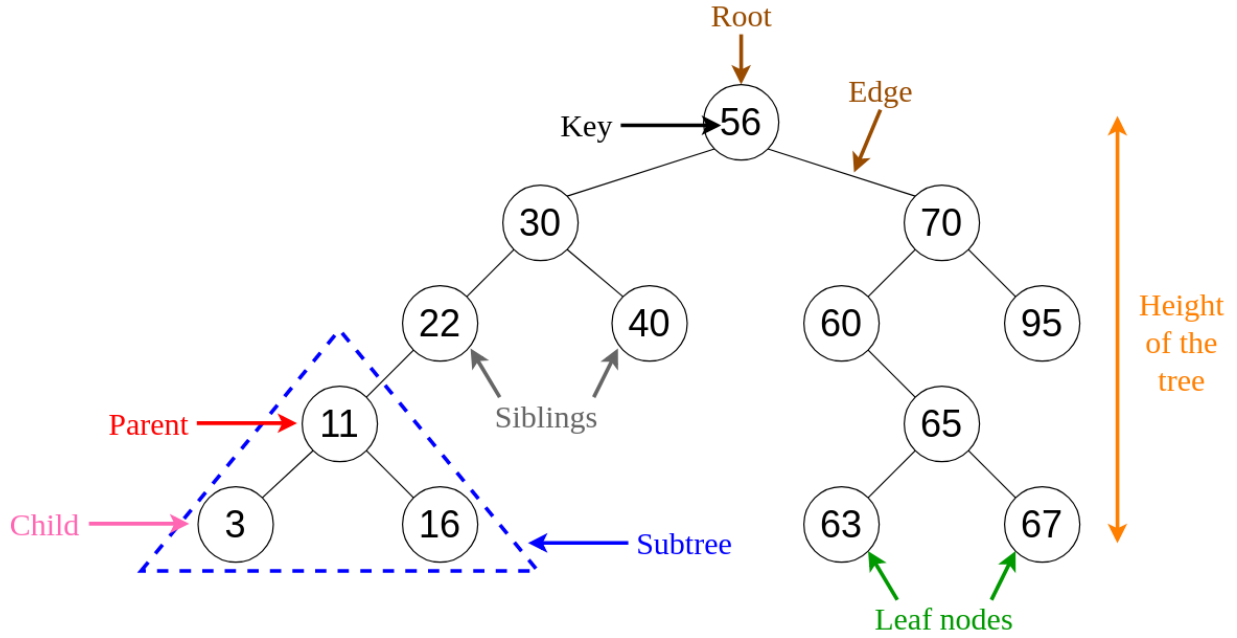 Root
Edge
Key
56
30
70
22
40
60
95
Height
of the
tree
Siblings
Parent
11
65
Child
3
16
63
67
Subtree
Leaf nodes